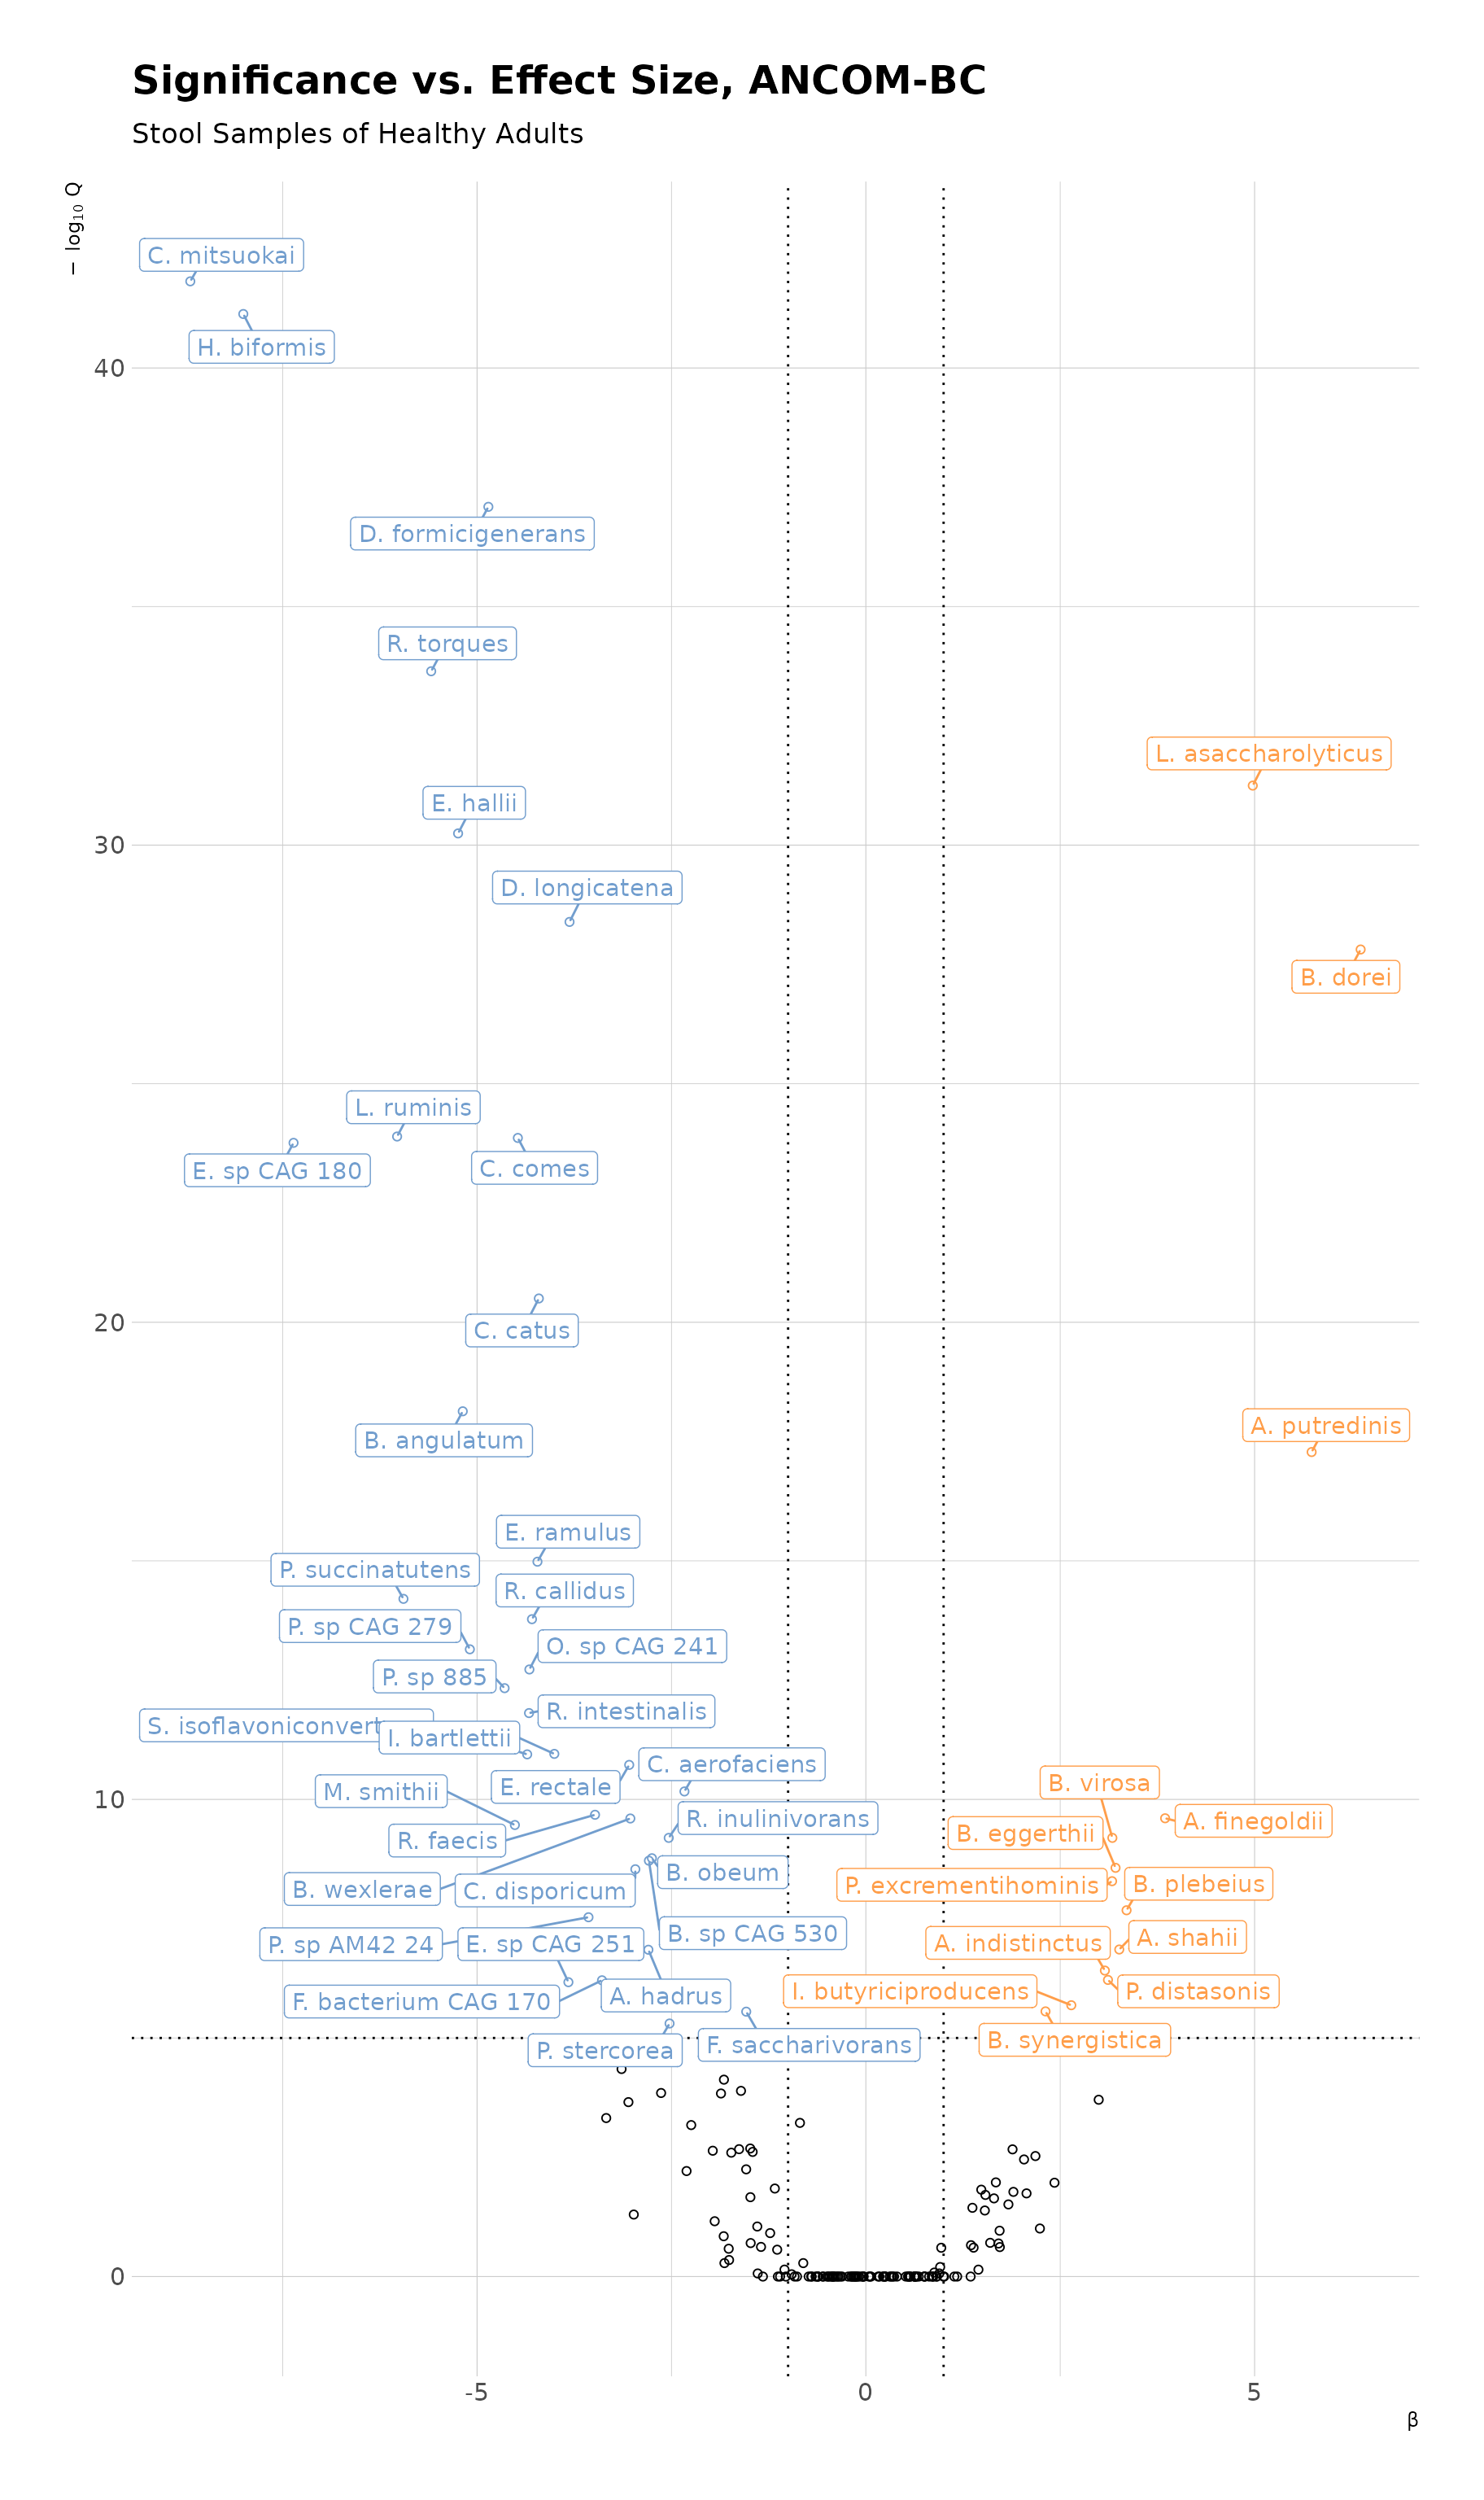 Significance vs. Effect Size, ANCOM-BC
Stool Samples of Healthy Adults
− log₁₀ Q
C. mitsuokai
H. biformis
40
D. formicigenerans
R. torques
L. asaccharolyticus
E. hallii
30
D. longicatena
B. dorei
L. ruminis
C. comes
E. sp CAG 180
20
C. catus
A. putredinis
B. angulatum
E. ramulus
P. succinatutens
R. callidus
P. sp CAG 279
O. sp CAG 241
P. sp 885
R. intestinalis
S. isoflavoniconvert
I. bartlettii
C. aerofaciens
B. virosa
E. rectale
M. smithii
10
R. inulinivorans
A. finegoldii
B. eggerthii
R. faecis
B. obeum
B. plebeius
P. excrementihominis
B. wexlerae
C. disporicum
B. sp CAG 530
A. shahii
A. indistinctus
P. sp AM42 24
E. sp CAG 251
I. butyriciproducens
P. distasonis
A. hadrus
F. bacterium CAG 170
B. synergistica
F. saccharivorans
P. stercorea
0
-5
0
5
β